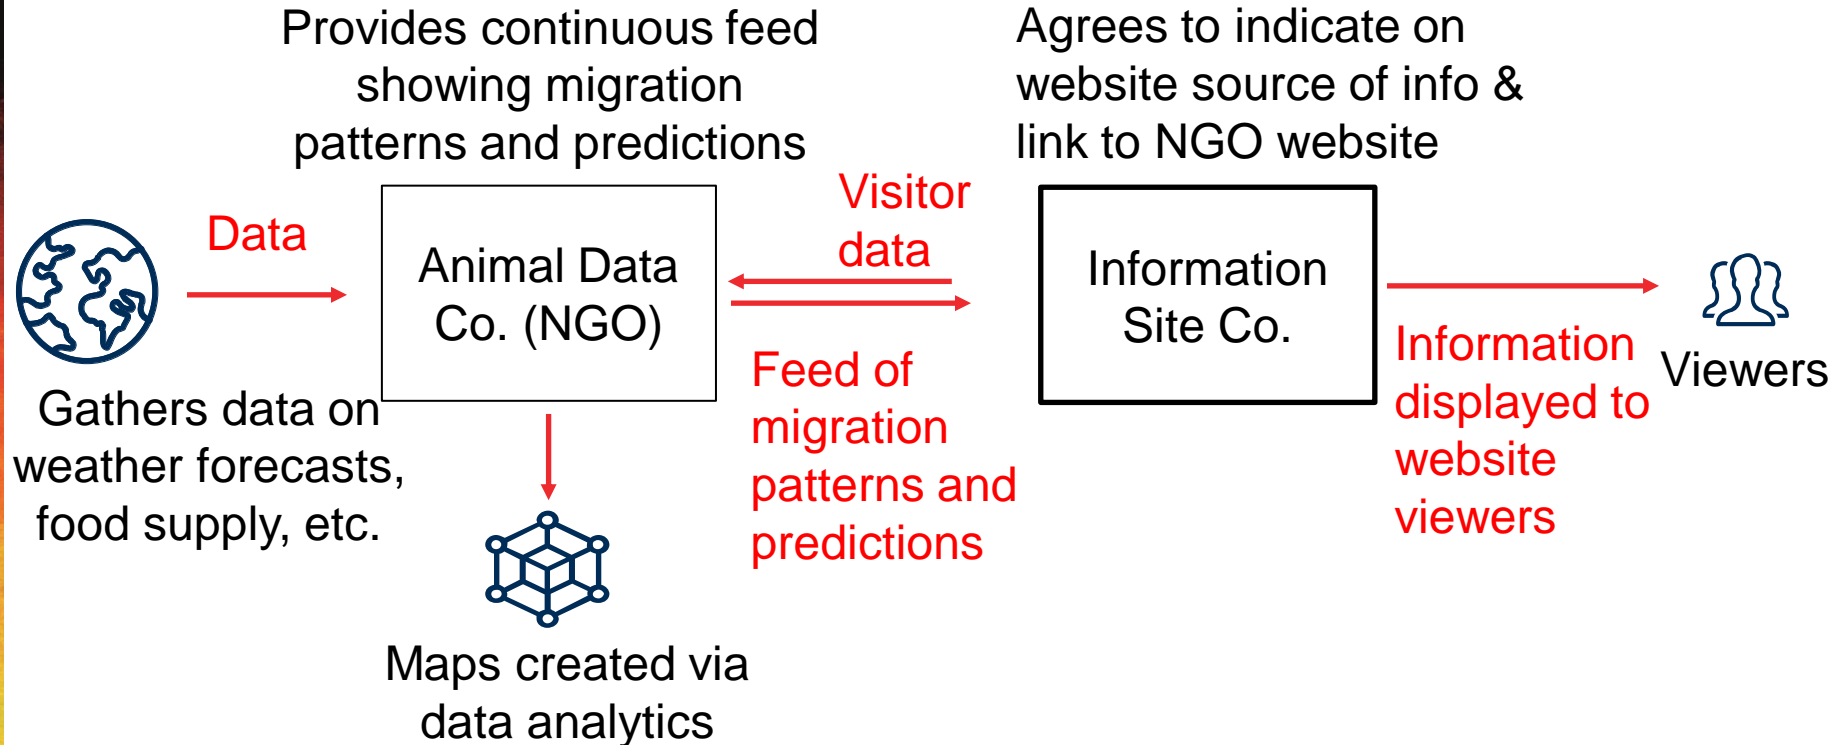 Provides continuous feed
showing migration
patterns and predictions
Agrees to indicate on
website source of info &
link to NGO website
Data
Gathers data on
weather forecasts,
food supply, etc.
Animal Data
Co. (NGO)
Maps created via
data analytics
Visitor
data
Feed of
migration
patterns and
predictions
Information
Site Co.
Information
displayed to
website
viewers
Viewers